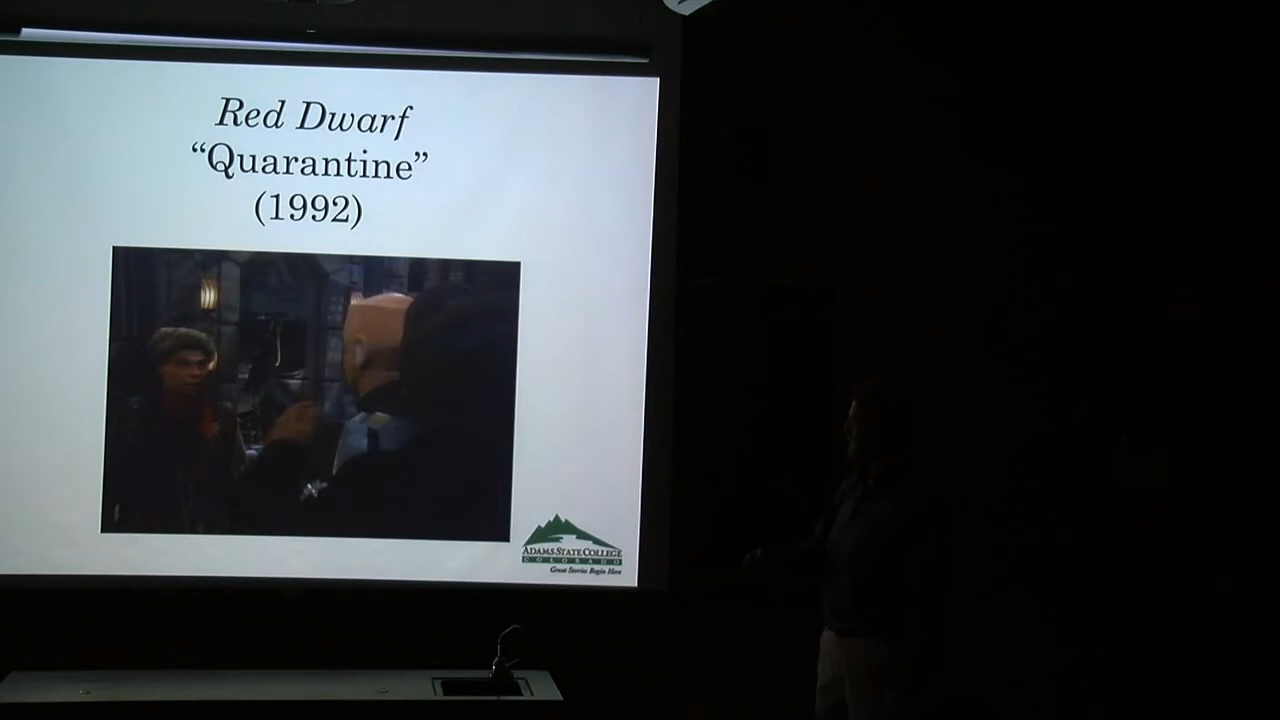 Red Dwarf
“Quarantine”
(1992)
ADAMS STATE COLLEGE
COLORADO
Great Stories Begin Here